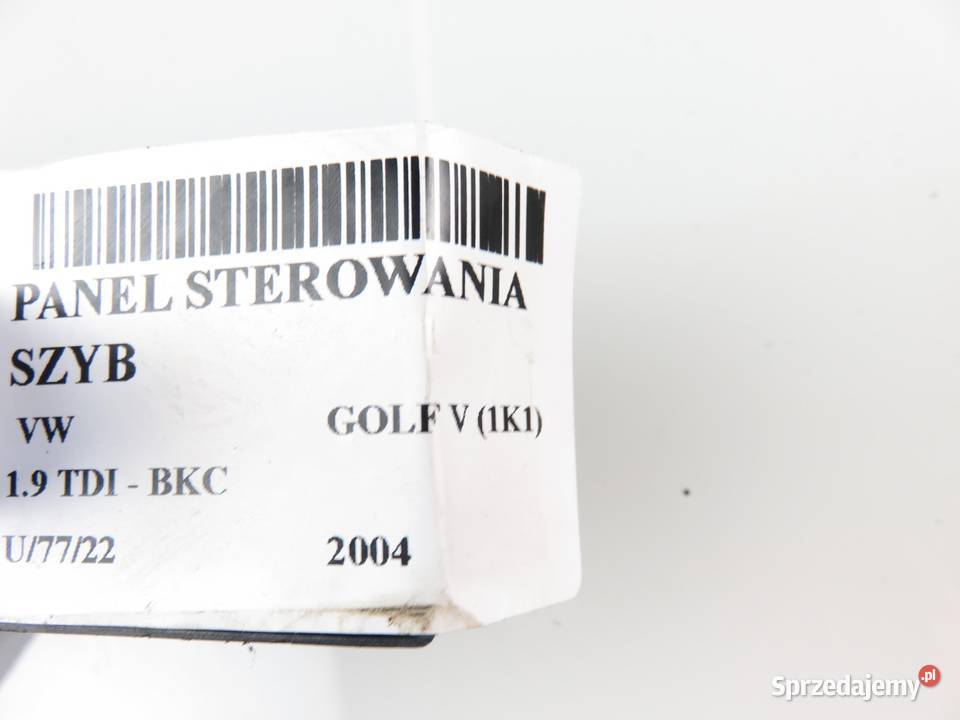 PANEL STEROWANIA
SZYB
VW GOLF V (1K1)
1.9 TDI - BKC
U/77/22 2004
Sprzedajemy.pl